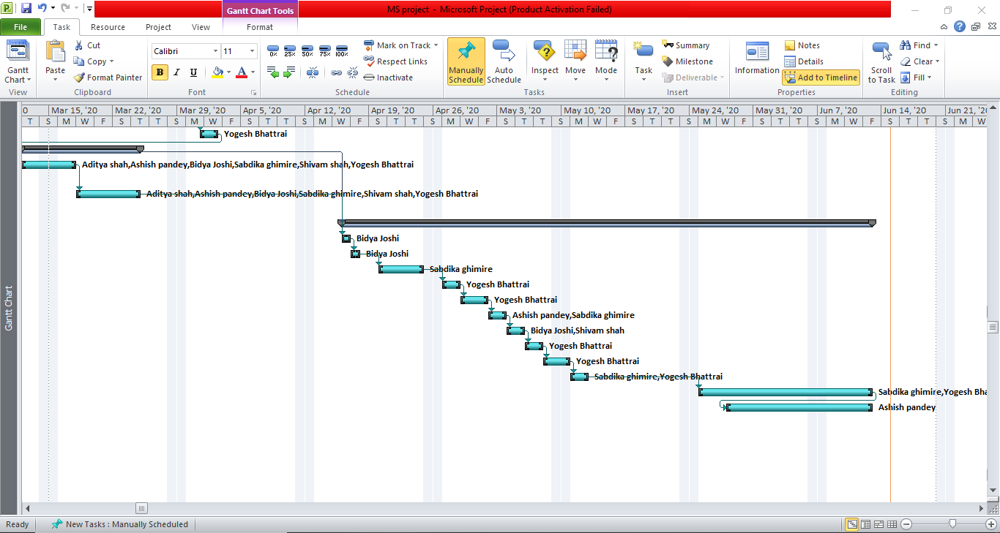 Gantt Chart Tools
MS project - Microsoft Project (Product Activation Failed)
File Task Resource Project View Format
Gantt Chart
View
Paste
Cut
Copy
Format Painter
Clipboard
Calibri 11
B I U A
Font
0% 25% 50% 75% 100%
Mark on Track
Respect Links
Inactivate
Schedule
Manually Schedule
Auto Schedule
Inspect
Move
Mode
Tasks
Task
Summary
Milestone
Deliverable
Insert
Information
Notes
Details
Add to Timeline
Properties
Scroll to Task
Find
Clear
Fill
Editing
0 Mar 15, '20 Mar 22, '20 Mar 29, '20 Apr 5, '20 Apr 12, '20 Apr 19, '20 Apr 26, '20 May 3, '20 May 10, '20 May 17, '20 May 24, '20 May 31, '20 Jun 7, '20 Jun 14, '20 Jun 21, '2
T S M W F T S T S M W F T S T S M W F T S T S M W F T S T S M W F T S T S M W F T S T S M W F T S T S M W
Yogesh Bhattrai
Aditya shah,Ashish pandey,Bidya Joshi,Sabdika ghimire,Shivam shah,Yogesh Bhattrai
Aditya shah,Ashish pandey,Bidya Joshi,Sabdika ghimire,Shivam shah,Yogesh Bhattrai
Bidya Joshi
Bidya Joshi
Sabdika ghimire
Yogesh Bhattrai
Yogesh Bhattrai
Ashish pandey,Sabdika ghimire
Bidya Joshi,Shivam shah
Yogesh Bhattrai
Yogesh Bhattrai
Sabdika ghimire,Yogesh Bhattrai
Sabdika ghimire,Yogesh Bha
Ashish pandey
Gantt Chart
Ready New Tasks : Manually Scheduled